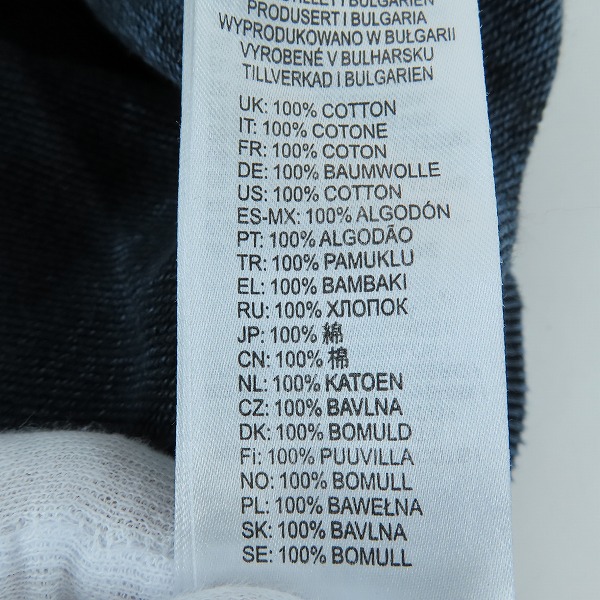 I BULGARIEN
PRODUSERT I BULGARIA
WYPRODUKOWANO W BUŁGARII
VYROBENÉ V BULHARSKU
TILLVERKAD I BULGARIEN
UK: 100% COTTON
IT: 100% COTONE
FR: 100% COTON
DE: 100% BAUMWOLLE
US: 100% COTTON
ES-MX: 100% ALGODÓN
PT: 100% ALGODÃO
TR: 100% PAMUKLU
EL: 100% BAMBAKI
RU: 100% ХЛОПОК
JP: 100% 綿
CN: 100% 棉
NL: 100% KATOEN
CZ: 100% BAVLNA
DK: 100% BOMULD
Fi: 100% PUUVILLA
NO: 100% BOMULL
PL: 100% BAWEŁNA
SK: 100% BAVLNA
SE: 100% BOMULL